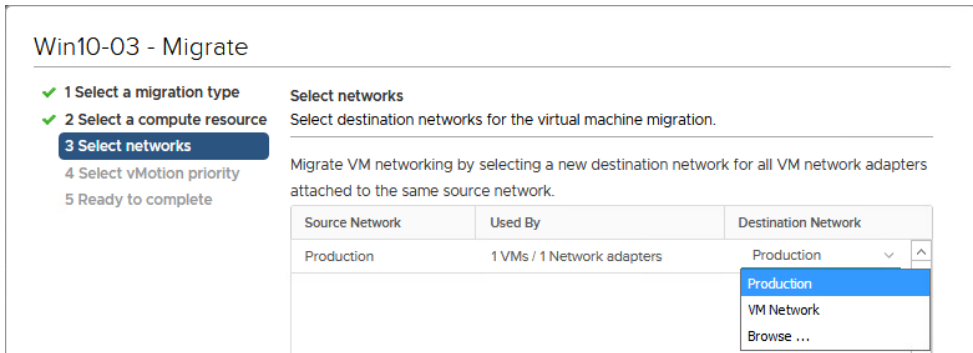 Win10-03 - Migrate
1 Select a migration type
2 Select a compute resource
3 Select networks
4 Select vMotion priority
5 Ready to complete
Select networks
Select destination networks for the virtual machine migration.
Migrate VM networking by selecting a new destination network for all VM network adapters
attached to the same source network.
Source Network Used By Destination Network
Production 1 VMs / 1 Network adapters Production
Production
VM Network
Browse ...